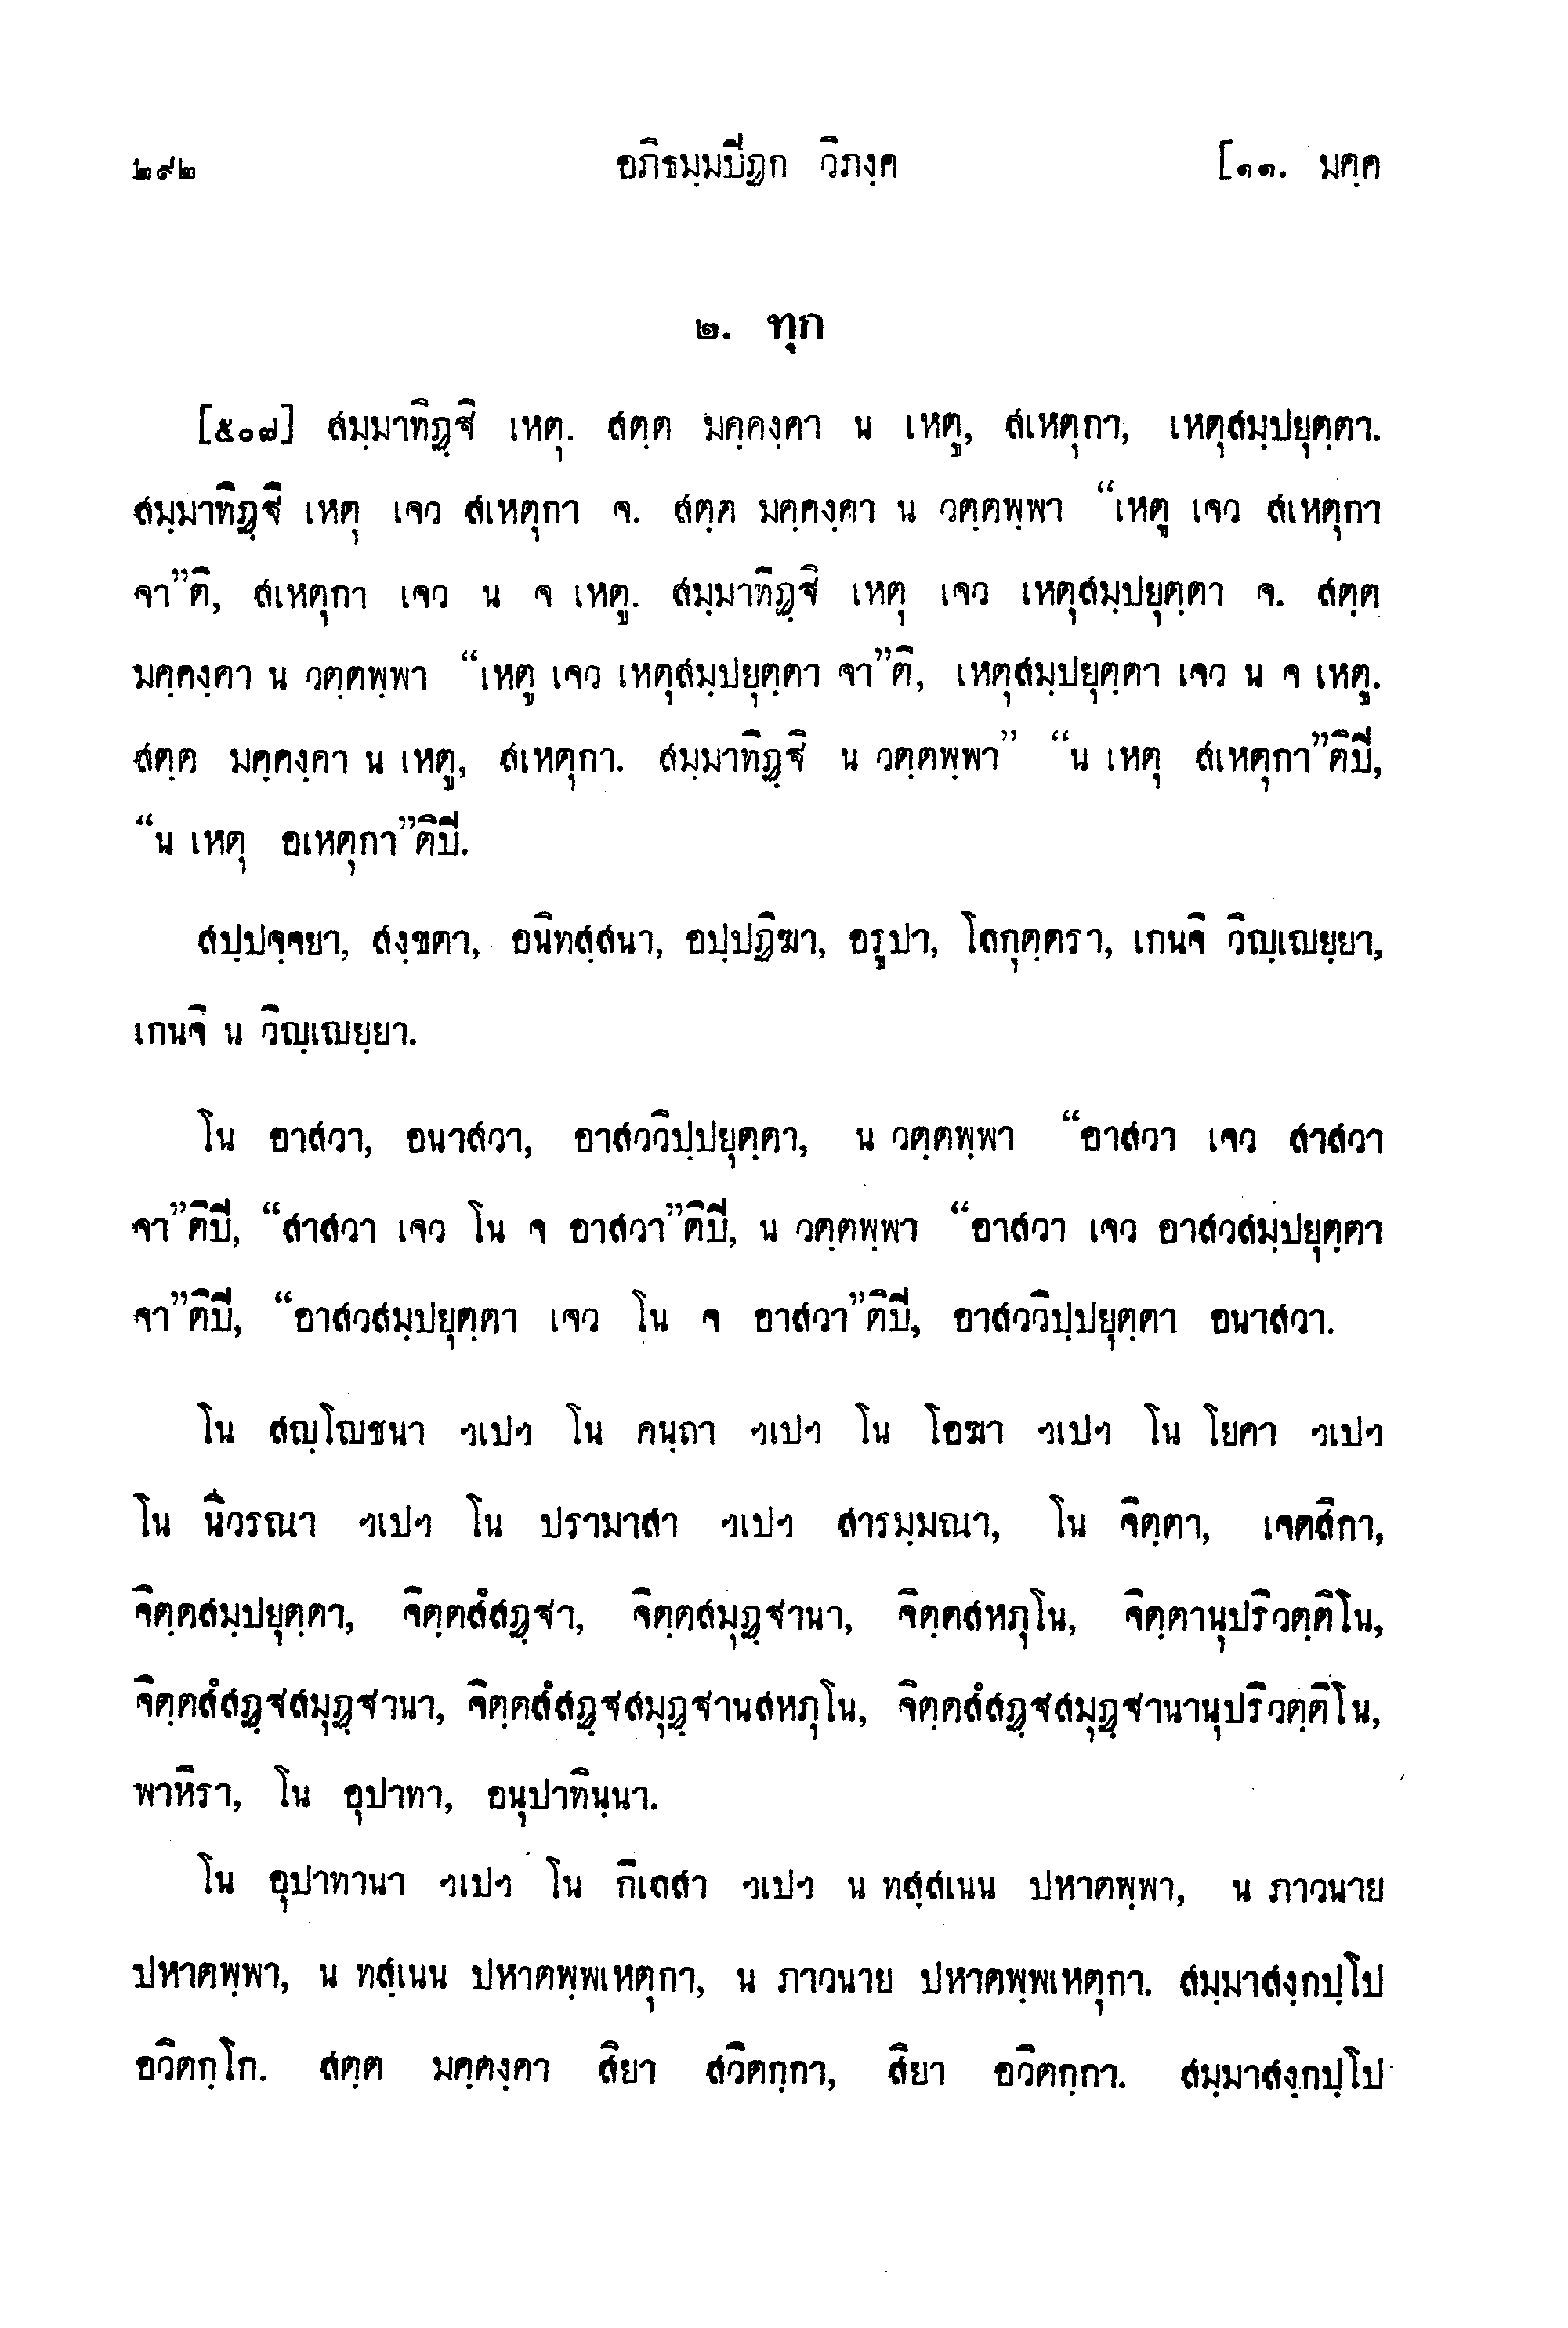 ๒๙๒ อภิธมฺมปิฏก วิภงฺค [๑๑. มคฺค
๒. ทุก
[๕๐๗] สมฺมาทิฏฺฐิ เหตุ. สตฺต มคฺคงฺคา น เหตู, สเหตุกา, เหตุสมฺปยุตฺตา.
สมฺมาทิฏฺฐิ เหตุ เจว สเหตุกา จ. สตฺต มคฺคงฺคา น วตฺตพฺพา “เหตู เจว สเหตุกา
จา”ติ, สเหตุกา เจว น จ เหตู. สมฺมาทิฏฺฐิ เหตุ เจว เหตุสมฺปยุตฺตา จ. สตฺต
มคฺคงฺคา น วตฺตพฺพา “เหตู เจว เหตุสมฺปยุตฺตา จา”ติ, เหตุสมฺปยุตฺตา เจว น จ เหตู.
สตฺต มคฺคงฺคา น เหตู, สเหตุกา. สมฺมาทิฏฺฐิ น วตฺตพฺพา” “น เหตุ สเหตุกา”ติปิ,
“น เหตุ อเหตุกา”ติปิ.
สปฺปจฺจยา, สงฺขตา, อนิทสฺสนา, อปฺปฏิฆา, อรูปา, โลกุตฺตรา, เกนจิ วิญฺเญยฺยา,
เกนจิ น วิญฺเญยฺยา.
โน อาสวา, อนาสวา, อาสววิปฺปยุตฺตา, น วตฺตพฺพา “อาสวา เจว สาสวา
จา”ติปิ, “สาสวา เจว โน จ อาสวา”ติปิ, น วตฺตพฺพา “อาสวา เจว อาสวสมฺปยุตฺตา
จา”ติปิ, “อาสวสมฺปยุตฺตา เจว โน จ อาสวา”ติปิ, อาสววิปฺปยุตฺตา อนาสวา.
โน สญฺโญชนา ฯเปฯ โน คนฺถา ฯเปฯ โน โอฆา ฯเปฯ โน โยคา ฯเปฯ
โน นีวรณา ฯเปฯ โน ปรามาสา ฯเปฯ สารมฺมณา, โน จิตฺตา, เจตสิกา,
จิตฺตสมฺปยุตฺตา, จิตฺตสํสฏฺฐา, จิตฺตสมุฏฺฐานา, จิตฺตสหภุโน, จิตฺตานุปริวตฺติโน,
จิตฺตสํสฏฺฐสมุฏฺฐานา, จิตฺตสํสฏฺฐสมุฏฺฐานสหภุโน, จิตฺตสํสฏฺฐสมุฏฺฐานานุปริวตฺติโน,
พาหิรา, โน อุปาทา, อนุปาทินฺนา.
โน อุปาทานา ฯเปฯ โน กิเลสา ฯเปฯ น ทสฺสเนน ปหาตพฺพา, น ภาวนาย
ปหาตพฺพา, น ทสฺเนน ปหาตพฺพเหตุกา, น ภาวนาย ปหาตพฺพเหตุกา. สมฺมาสงฺกปฺโป
อวิตกฺโก. สตฺต มคฺคงฺคา สิยา สวิตกฺกา, สิยา อวิตกฺกา. สมฺมาสงฺกปฺโป